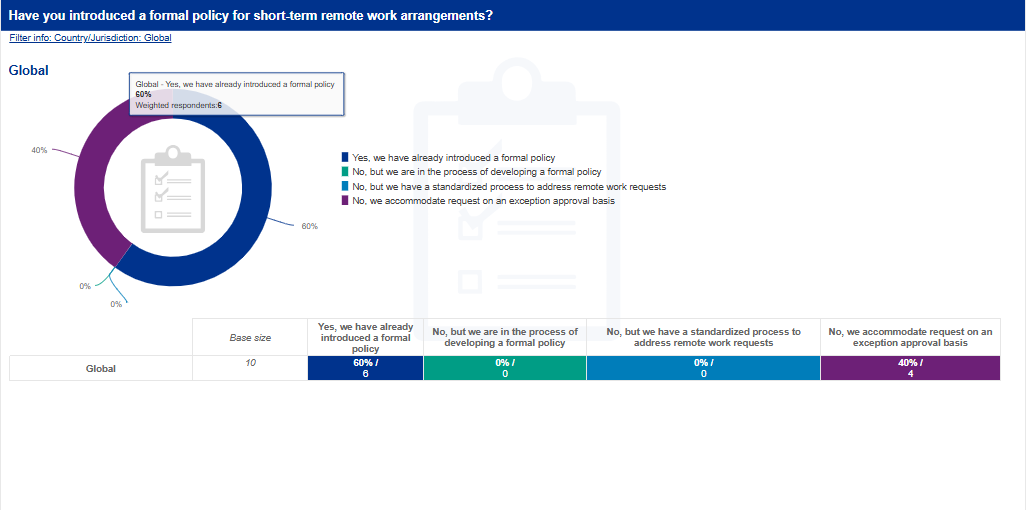 Have you introduced a formal policy for short-term remote work arrangements?
Filter info: Country/Jurisdiction: Global
Global
Global - Yes, we have already introduced a formal policy
60%
Weighted respondents:6
40%
60%
0%
0%
Yes, we have already introduced a formal policy
No, but we are in the process of developing a formal policy
No, but we have a standardized process to address remote work requests
No, we accommodate request on an exception approval basis
Base size
Yes, we have already
introduced a formal
policy
No, but we are in the process of
developing a formal policy
No, but we have a standardized process to
address remote work requests
No, we accommodate request on an
exception approval basis
Global
10
60% /
6
0% /
0
0% /
0
40% /
4